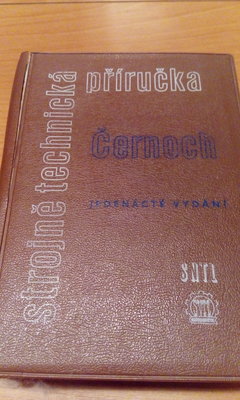 strojně technická
příručka
Černoch
JEDENÁCTÉ VYDÁNÍ
SNTL